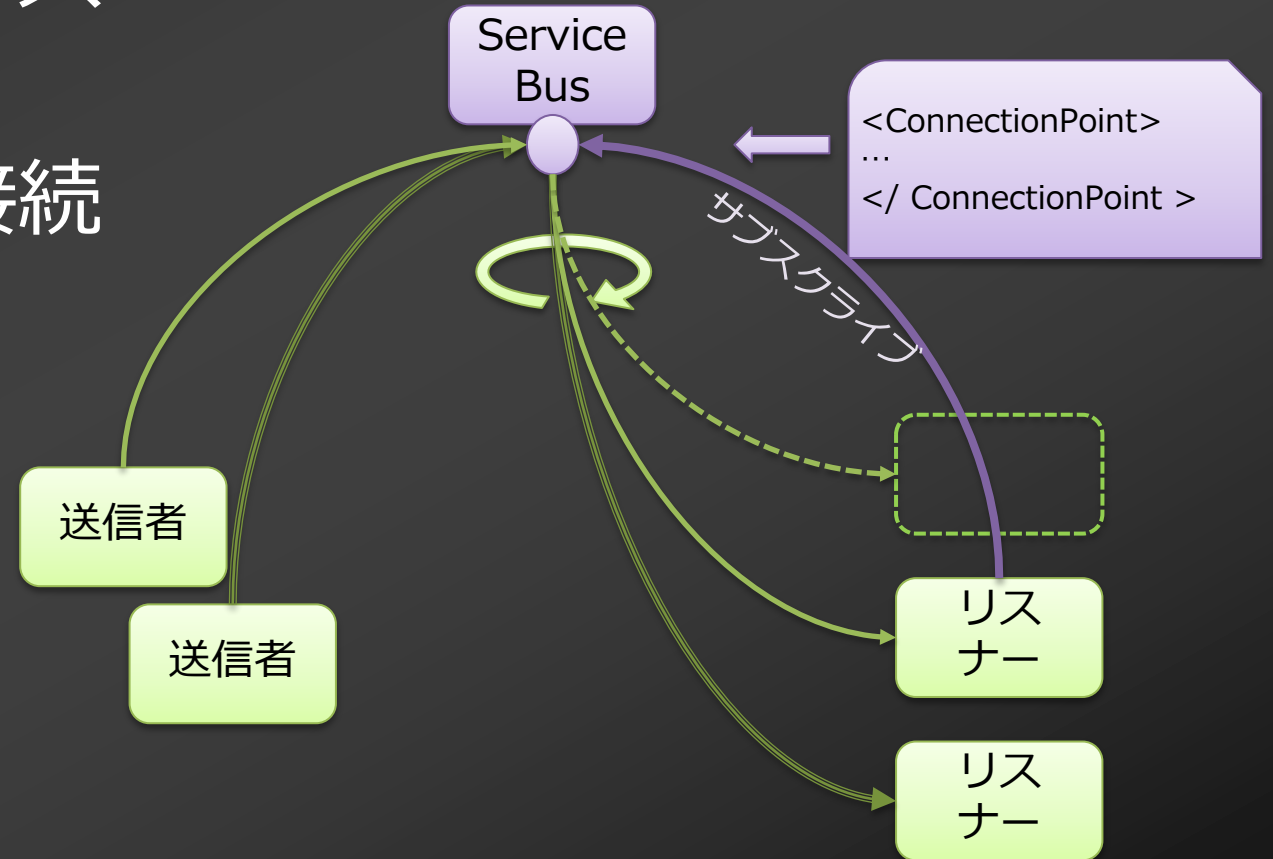 ス
接続
Service
Bus
<ConnectionPoint>
…
</ ConnectionPoint >
サブスクライブ
送信者
送信者
リス
ナー
リス
ナー